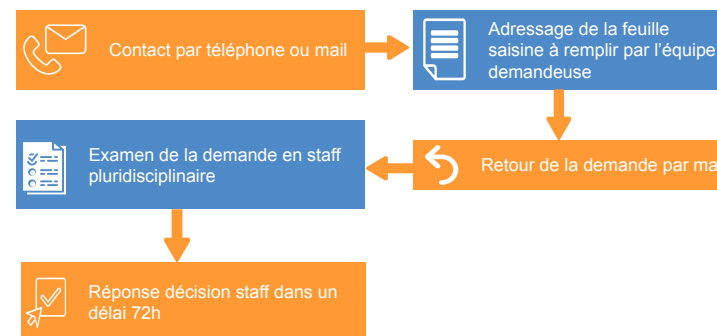 Contact par téléphone ou mail
Adressage de la feuille
saisine à remplir par l'équipe
demandeuse
Retour de la demande par ma
Examen de la demande en staff
pluridisciplinaire
Réponse décision staff dans un
délai 72h